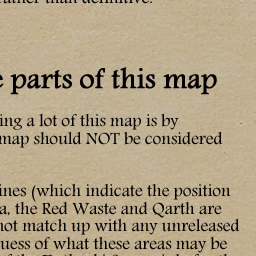 rather than definitive.
parts of this map
ing a lot of this map is by
map should NOT be considered
ines (which indicate the position
a, the Red Waste and Qarth are
not match up with any unreleased
uess of what these areas may be